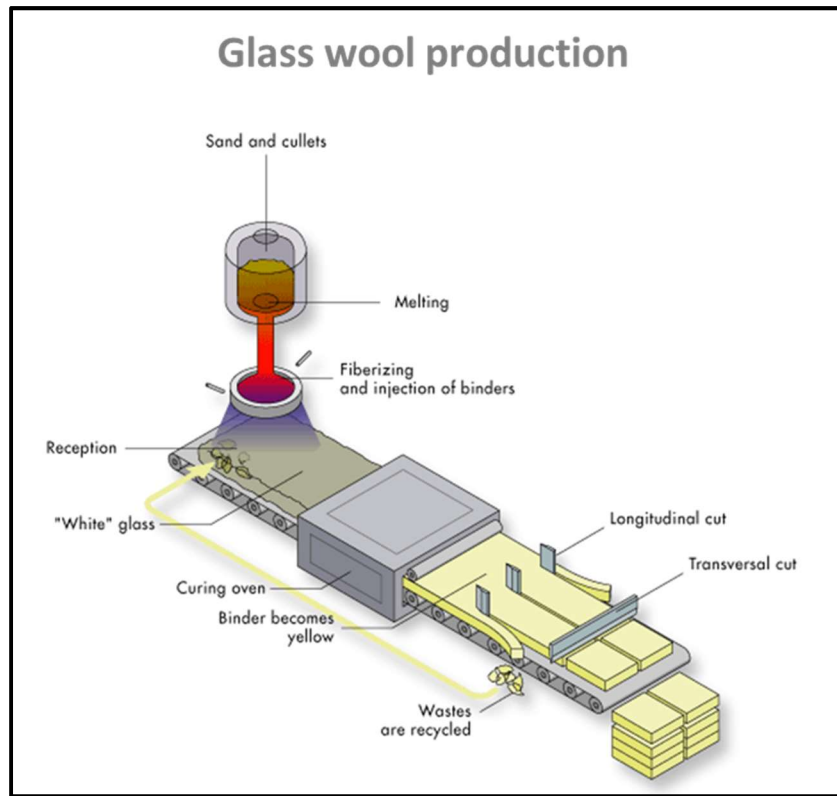 Glass wool production
Sand and cullets
Melting
Fiberizing
and injection of binders
Reception
"White" glass
Longitudinal cut
Transversal cut
Curing oven
Binder becomes
yellow
Wastes
are recycled